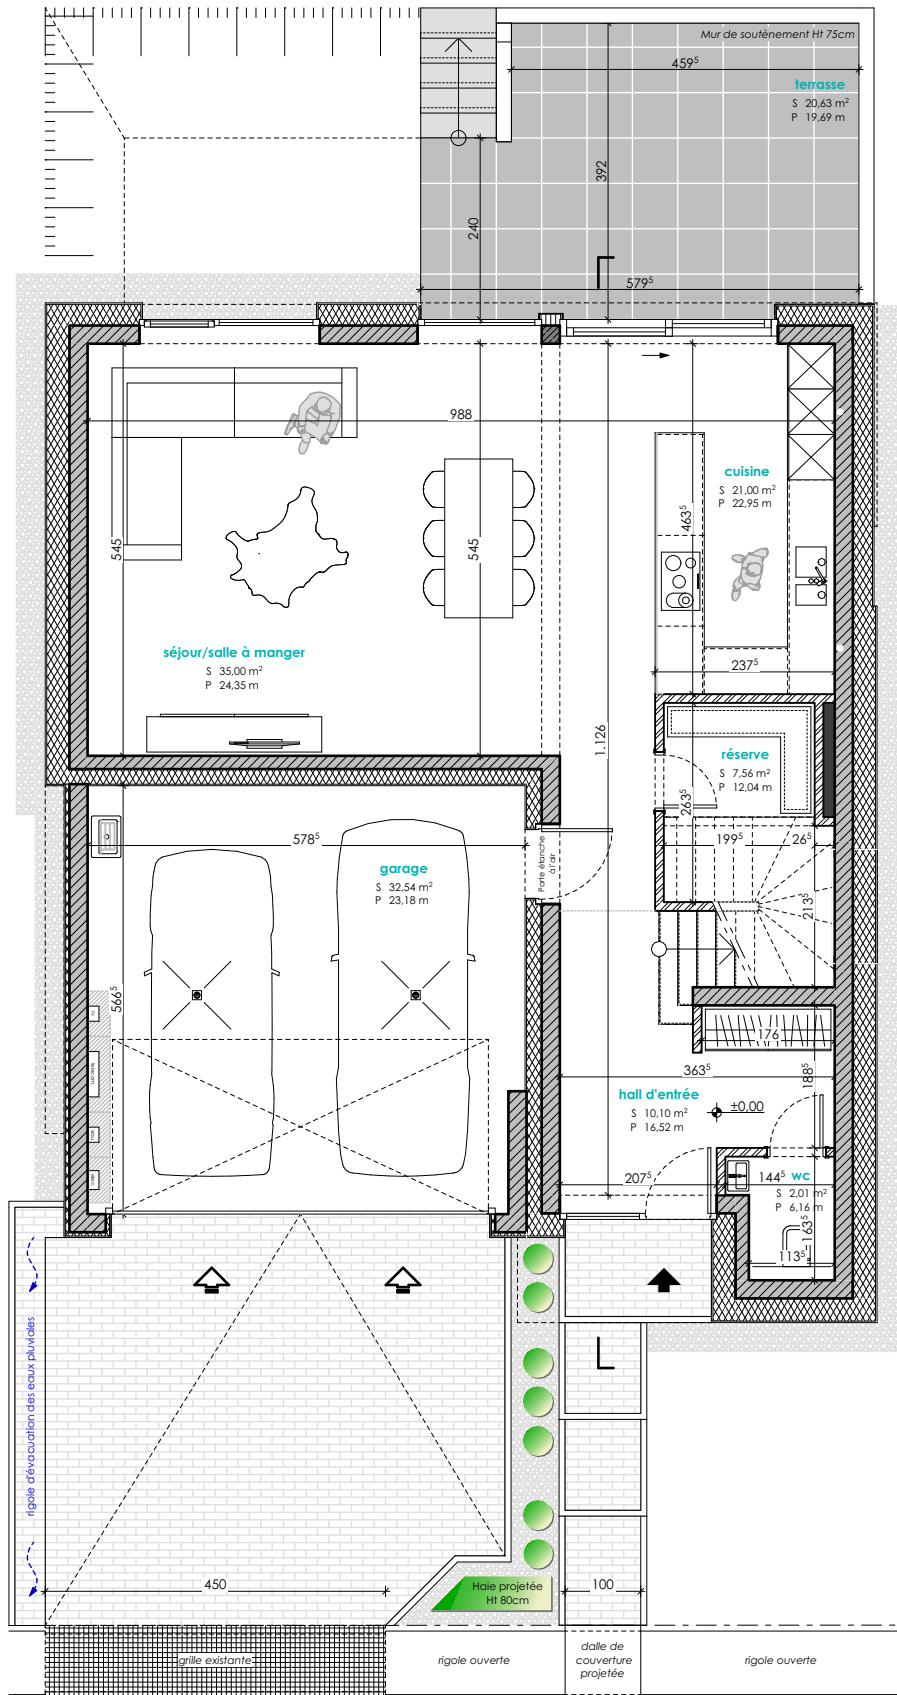 Mur de soutènement Ht 75cm
459⁵
terrasse
S 20,63 m²
P 19,69 m
392
240
579⁵
988
cuisine
S 21,00 m²
P 22,95 m
463⁵
545
545
séjour/salle à manger
S 35,00 m²
P 24,35 m
237⁵
1.126
réserve
S 7,56 m²
P 12,04 m
263⁵
578⁵
199⁵
26⁵
Porte étanche
à l'air
garage
S 32,54 m²
P 23,18 m
213⁵
566⁵
176
363⁵
188⁵
hall d'entrée
S 10,10 m²
P 16,52 m
±0,00
207⁵
144⁵
wc
S 2,01 m²
P 6,16 m
163⁵
113⁵
rigole d'évacuation des eaux pluviales
450
Haie projetée
Ht 80cm
100
grille existante
rigole ouverte
dalle de
couverture
projetée
rigole ouverte